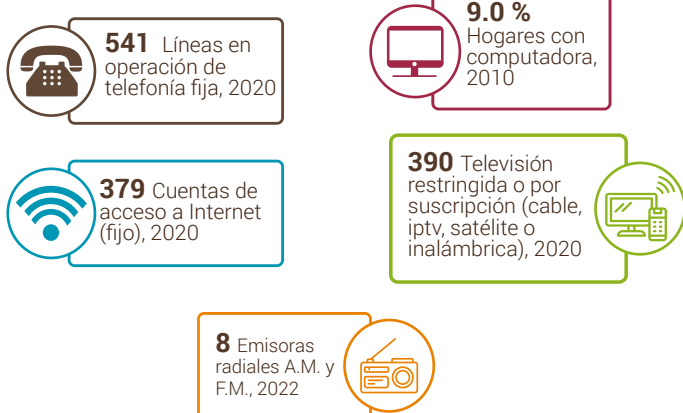 541 Líneas en
operación de
telefonía fija, 2020
9.0 %
Hogares con
computadora,
2010
379 Cuentas de
acceso a Internet
(fijo), 2020
390 Televisión
restringida o por
suscripción (cable,
iptv, satélite o
inalámbrica), 2020
8 Emisoras
radiales A.M. y
F.M., 2022